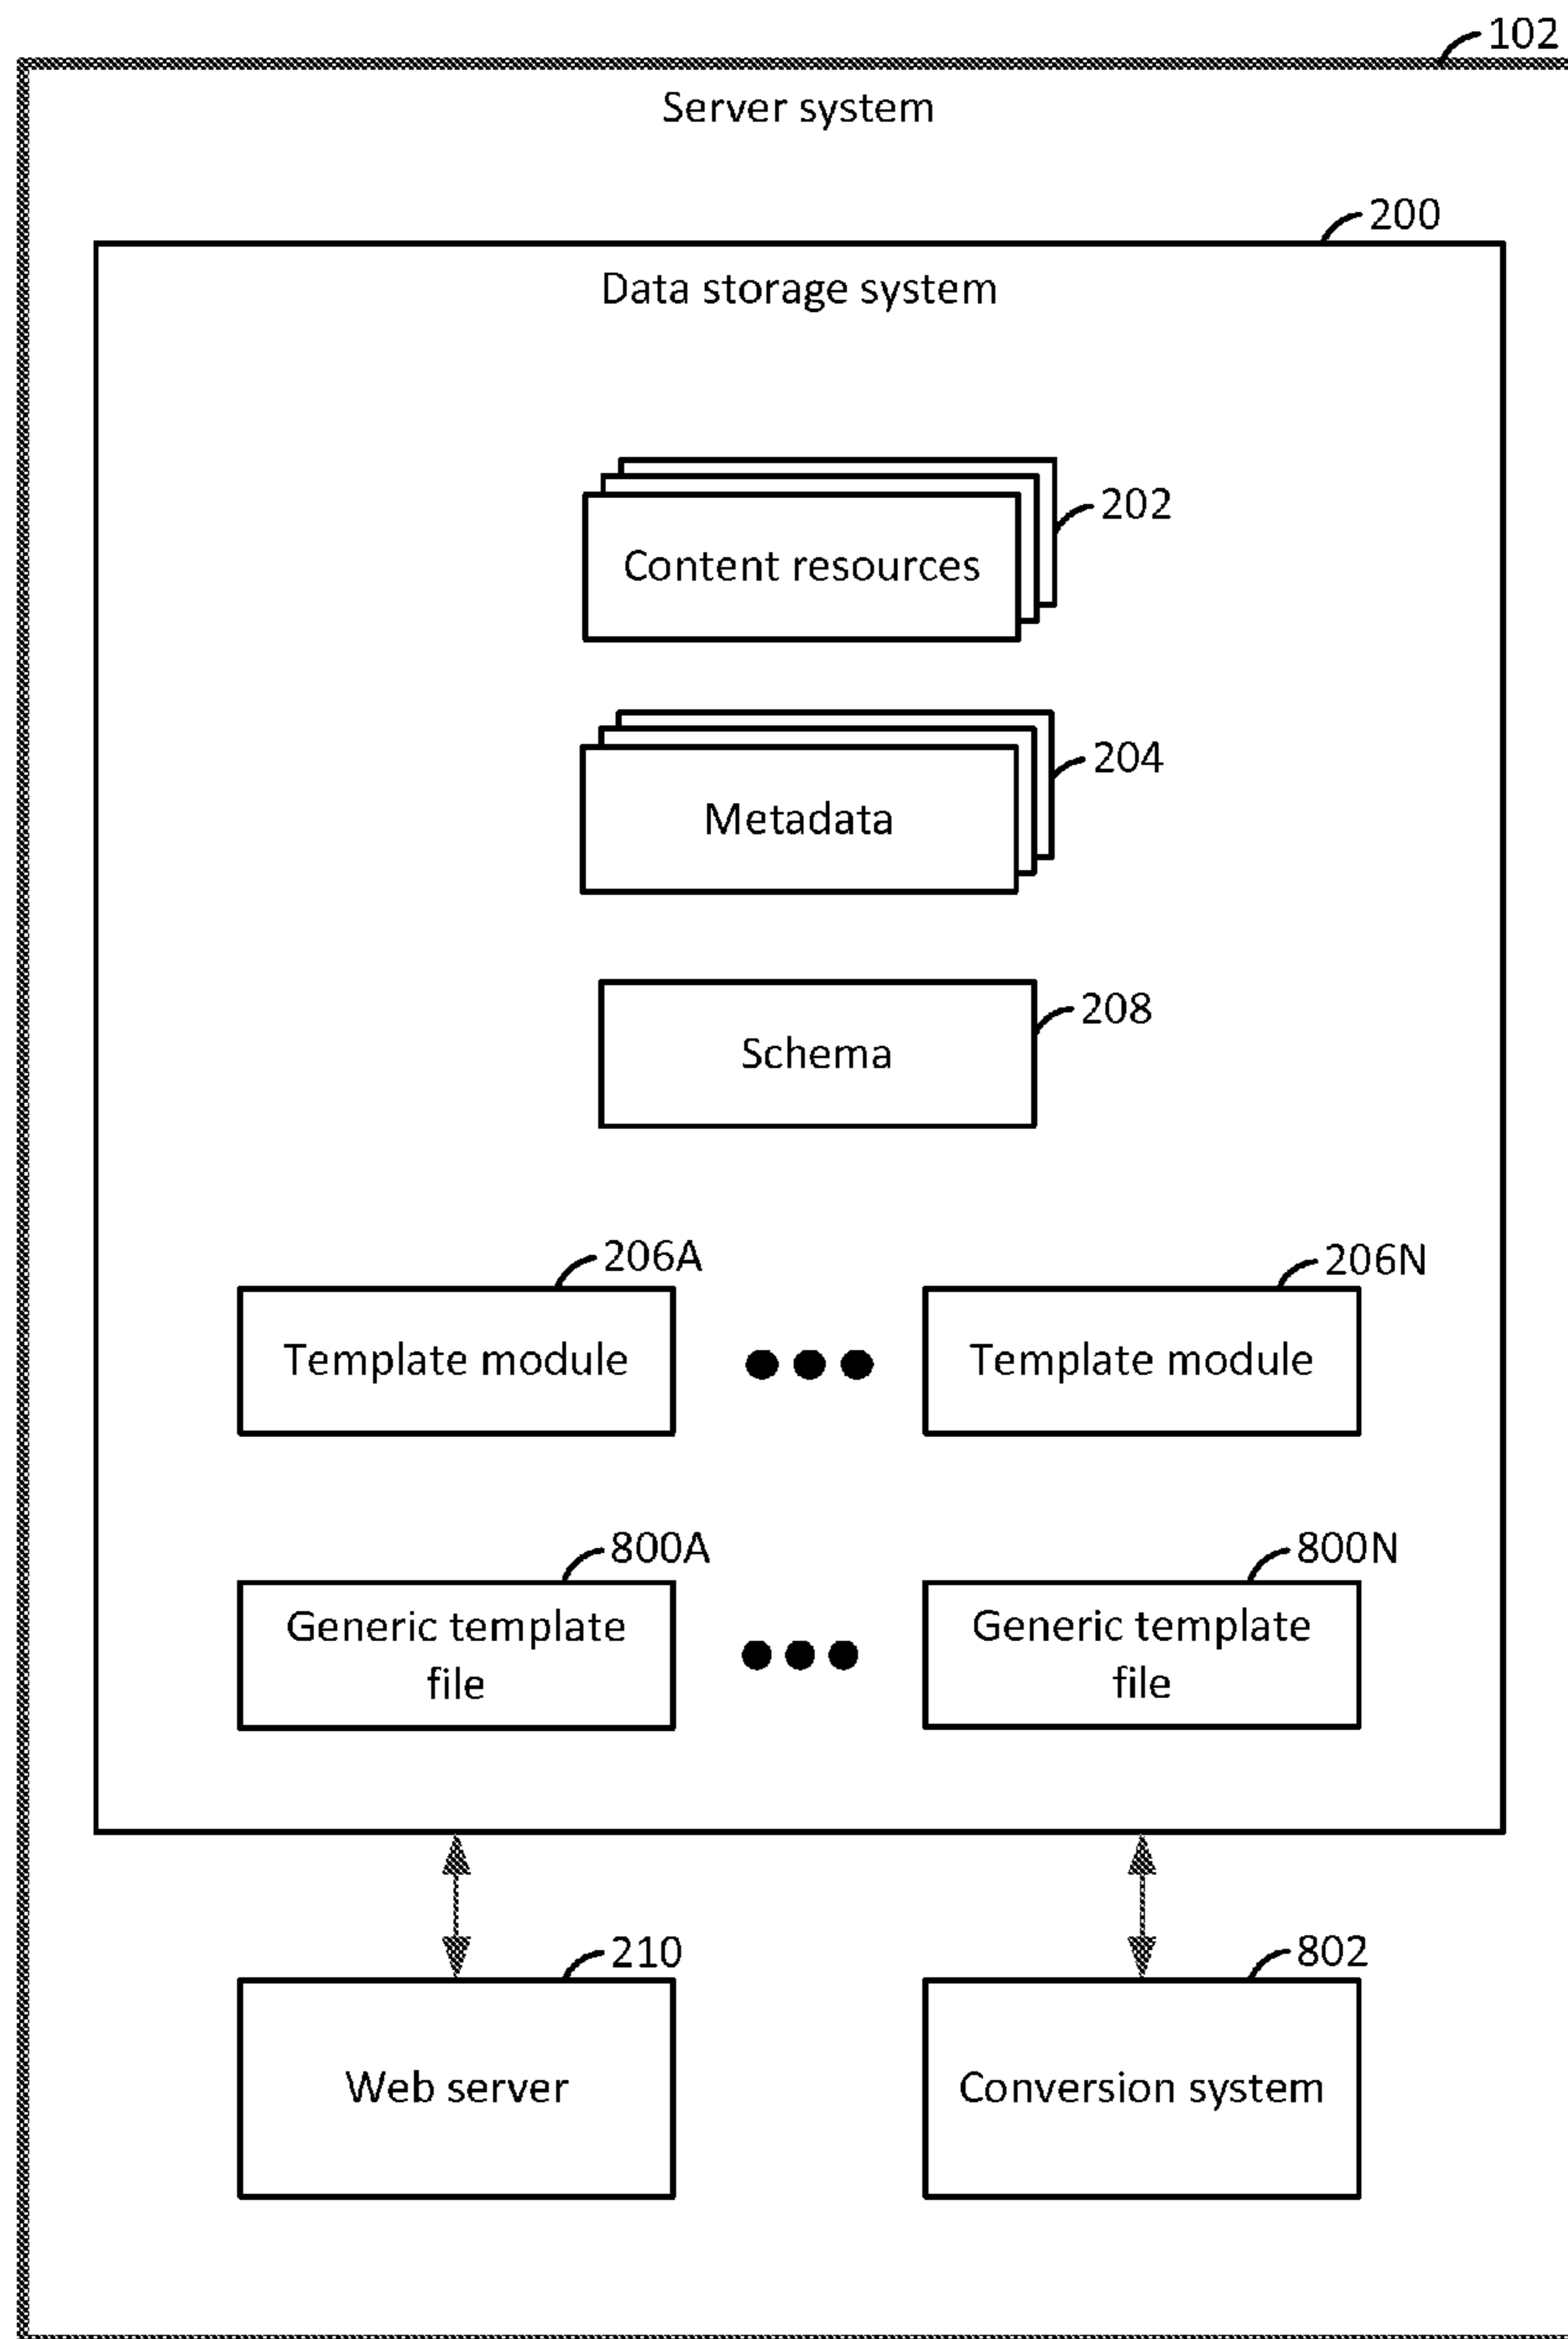 102
Server system
200
Data storage system
202
Content resources
204
Metadata
208
Schema
206A
206N
Template module
Template module
800A
800N
Generic template
file
Generic template
file
210
802
Web server
Conversion system